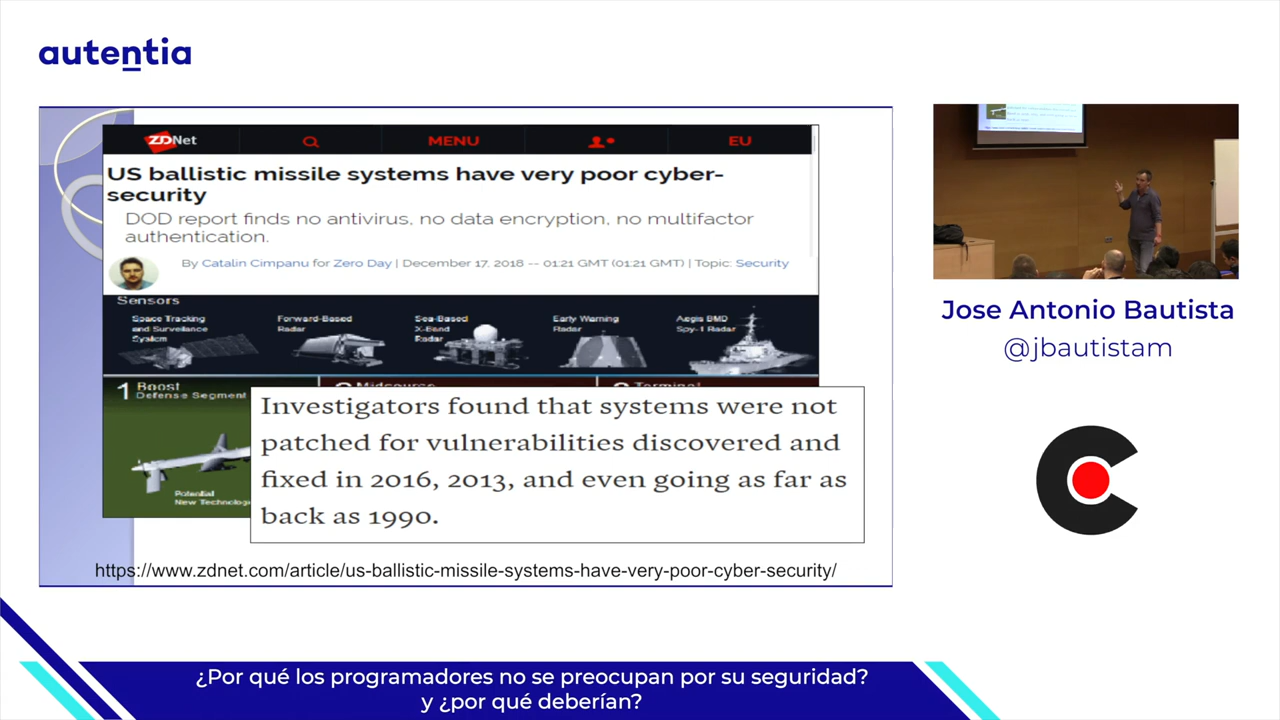 autentia
ZDNet
MENU
EU
US ballistic missile systems have very poor cyber-
security
DOD report finds no antivirus, no data encryption, no multifactor
authentication.
By Catalin Cimpanu for Zero Day | December 17, 2018 -- 01:21 GMT (01:21 GMT) | Topic: Security
Sensors
Space Tracking
and Surveillance
System
Forward-Based
Radar
Sea-Based
X-Band
Radar
Early Warning
Radar
Aegis BMD
Spy-1 Radar
1 Boost
Defense Segment
Midcourse
Terminal
Potential
New Technologi
Investigators found that systems were not
patched for vulnerabilities discovered and
fixed in 2016, 2013, and even going as far as
back as 1990.
https://www.zdnet.com/article/us-ballistic-missile-systems-have-very-poor-cyber-security/
Jose Antonio Bautista
@jbautistam
¿Por qué los programadores no se preocupan por su seguridad?
y ¿por qué deberían?